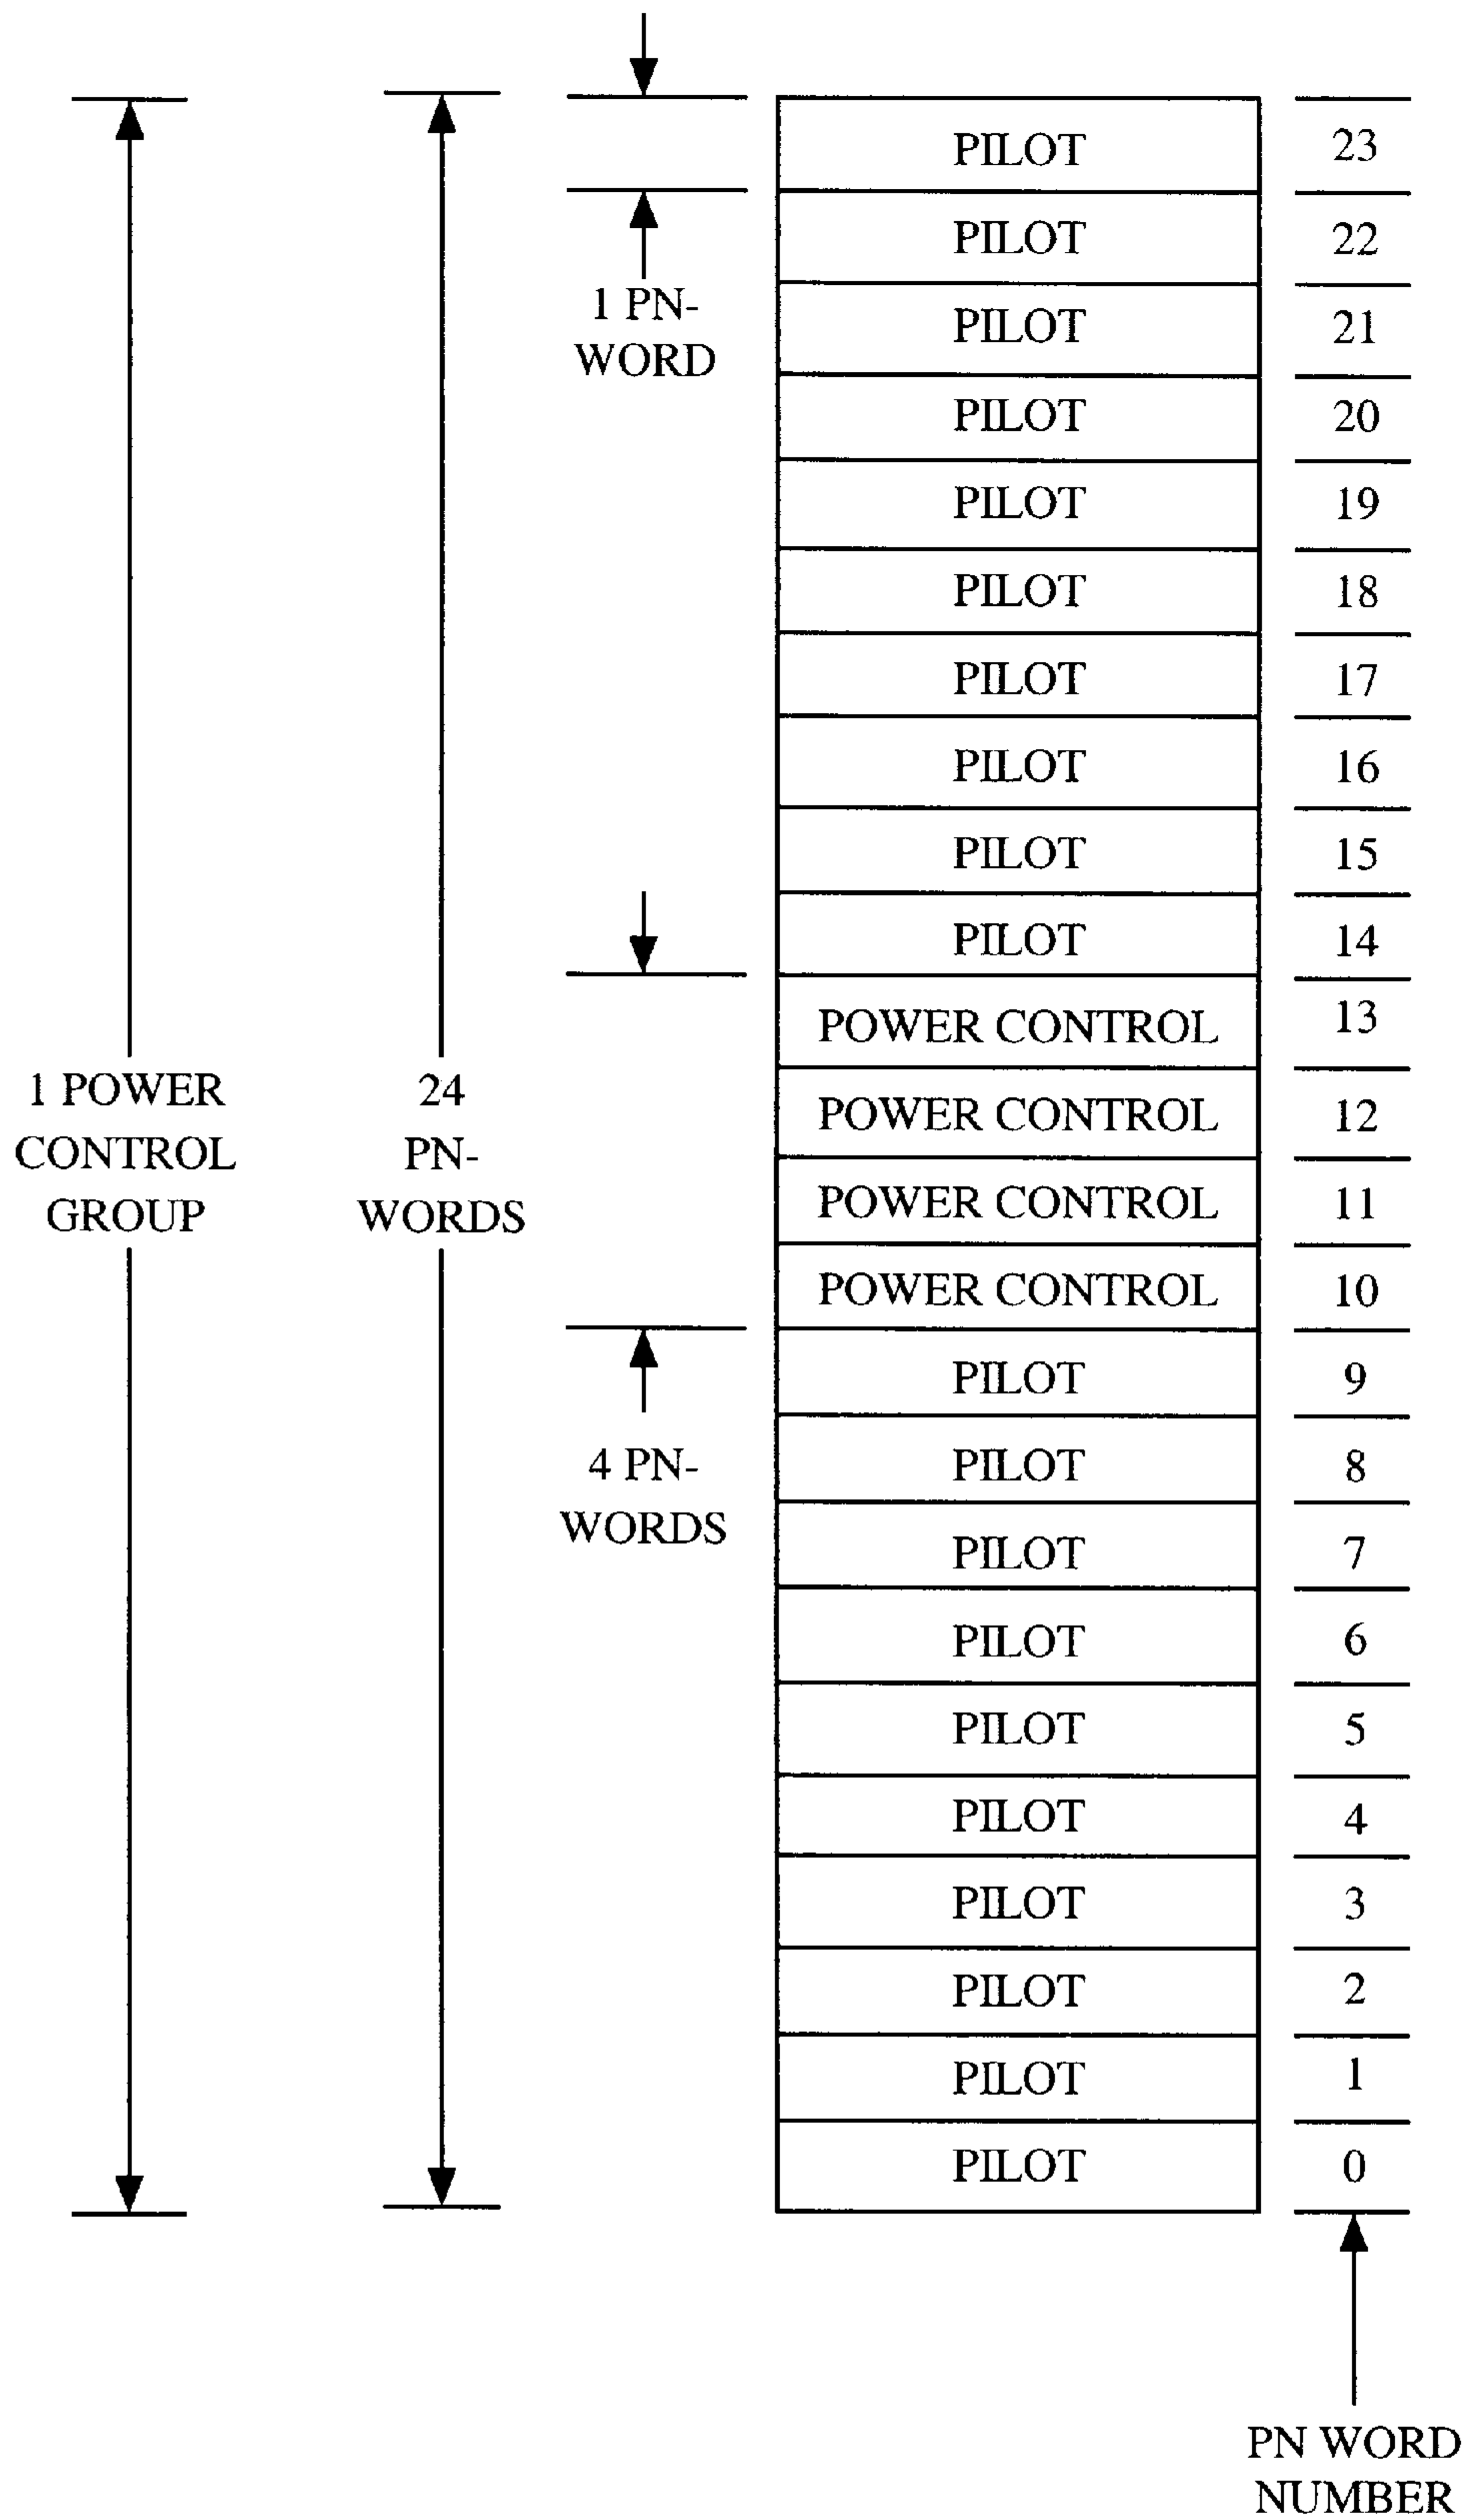 PILOT 23
PILOT 22
1 PN-
WORD
PILOT 21
PILOT 20
PILOT 19
PILOT 18
PILOT 17
PILOT 16
PILOT 15
PILOT 14
POWER CONTROL 13
1 POWER
CONTROL
GROUP
24
PN-
WORDS
POWER CONTROL 12
POWER CONTROL 11
POWER CONTROL 10
PILOT 9
4 PN-
WORDS
PILOT 8
PILOT 7
PILOT 6
PILOT 5
PILOT 4
PILOT 3
PILOT 2
PILOT 1
PILOT 0
PN WORD
NUMBER